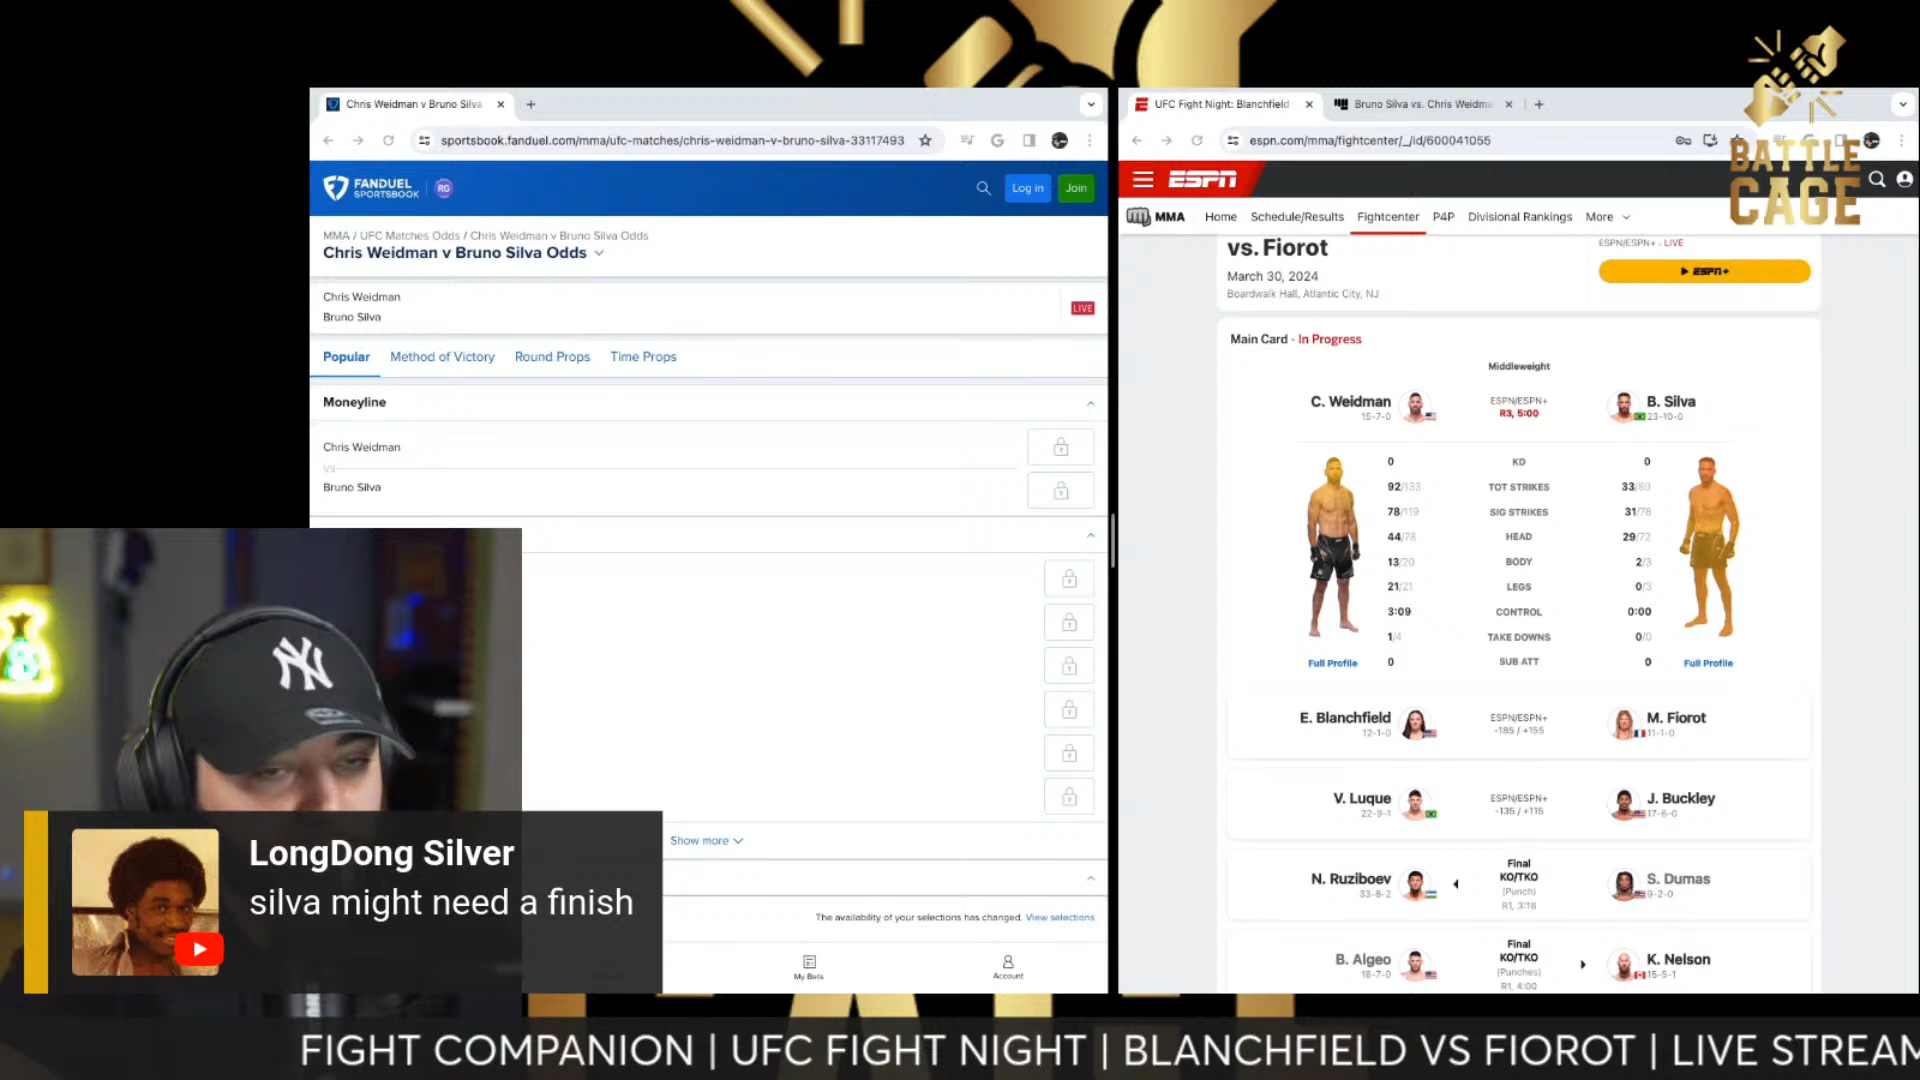 Chris Weidman v Bruno Silva
sportsbook.fanduel.com/mma/ufc-matches/chris-weidman-v-bruno-silva-33117493
FANDUEL
SPORTSBOOK
RG
Log in
Join
MMA / UFC Matches Odds / Chris Weidman v Bruno Silva Odds
Chris Weidman v Bruno Silva Odds
Chris Weidman
Bruno Silva
LIVE
Popular
Method of Victory
Round Props
Time Props
Moneyline
Chris Weidman
VS
Bruno Silva
Show more
The availability of your selections has changed. View selections
My Bets
Account
UFC Fight Night: Blanchfield
Bruno Silva vs. Chris Weidma
espn.com/mma/fightcenter/_/id/600041055
BATTLE
CAGE
ESPN
MMA
Home
Schedule/Results
Fightcenter
P4P
Divisional Rankings
More
vs. Fiorot
March 30, 2024
Boardwalk Hall, Atlantic City, NJ
ESPN/ESPN+ - LIVE
ESPN+
Main Card - In Progress
Middleweight
C. Weidman
15-7-0
ESPN/ESPN+
R3, 5:00
B. Silva
23-10-0
0 KD 0
92/133 TOT STRIKES 33/80
78/119 SIG STRIKES 31/78
44/78 HEAD 29/72
13/20 BODY 2/3
21/21 LEGS 0/3
3:09 CONTROL 0:00
1/4 TAKE DOWNS 0/0
0 SUB ATT 0
Full Profile
Full Profile
E. Blanchfield
12-1-0
ESPN/ESPN+
-185 / +155
M. Fiorot
11-1-0
V. Luque
22-9-1
ESPN/ESPN+
-135 / +115
J. Buckley
17-6-0
N. Ruziboev
33-8-2
Final
KO/TKO
(Punch)
R1, 3:18
S. Dumas
9-2-0
B. Algeo
18-7-0
Final
KO/TKO
(Punches)
R1, 4:00
K. Nelson
15-5-1
NY
LongDong Silver
silva might need a finish
FIGHT COMPANION | UFC FIGHT NIGHT | BLANCHFIELD VS FIOROT | LIVE STREAM